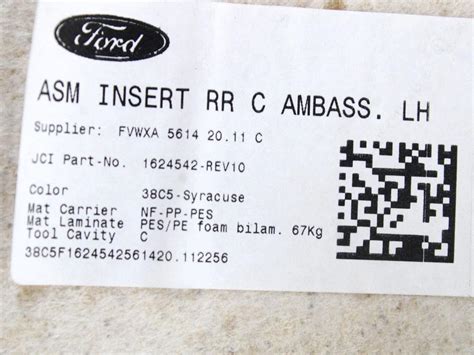 Ford
ASM INSERT RR C AMBASS. LH
Supplier: FVWXA 5614 20.11 C
JCI Part-No. 1624542-REV10
Color 38C5-Syracuse
Mat Carrier NF-PP-PES
Mat Laminate PES/PE foam bilam. 67Kg
Tool Cavity C
38C5F1624542561420.112256